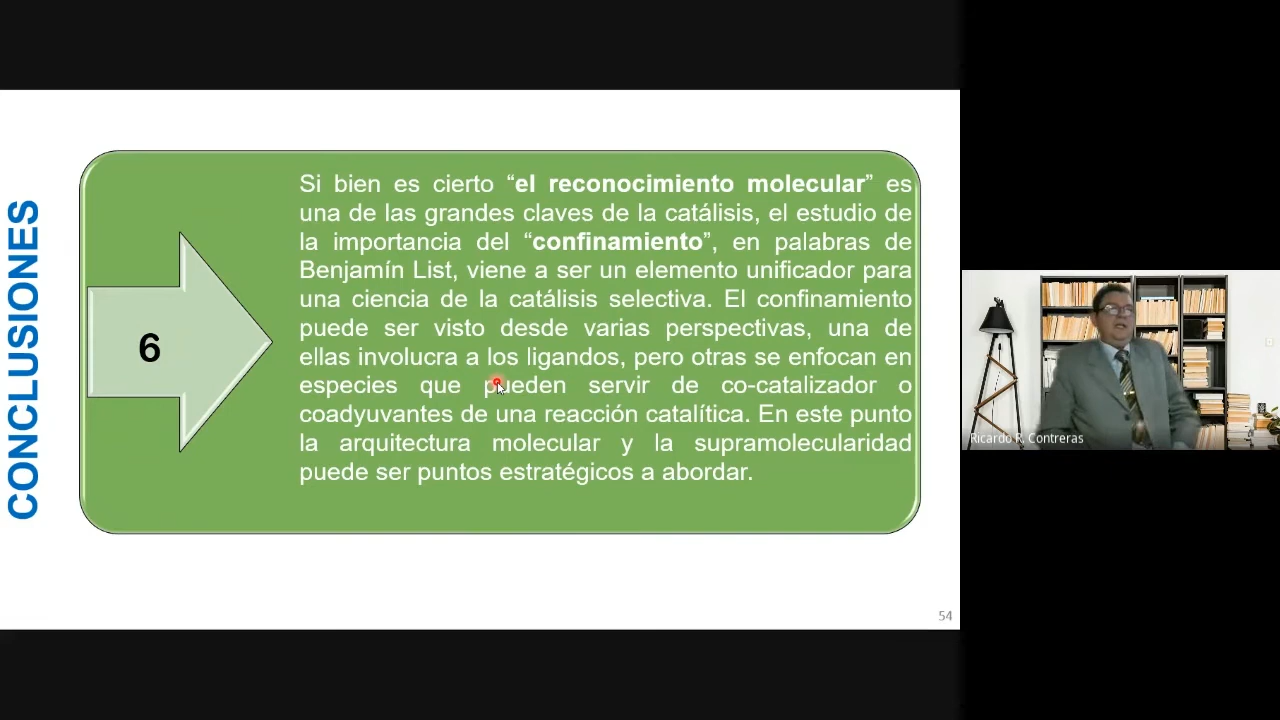 CONCLUSIONES
6
Si bien es cierto “el reconocimiento molecular” es
una de las grandes claves de la catálisis, el estudio de
la importancia del “confinamiento”, en palabras de
Benjamín List, viene a ser un elemento unificador para
una ciencia de la catálisis selectiva. El confinamiento
puede ser visto desde varias perspectivas, una de
ellas involucra a los ligandos, pero otras se enfocan en
especies que pueden servir de co-catalizador o
coadyuvantes de una reacción catalítica. En este punto
la arquitectura molecular y la supramolecularidad
puede ser puntos estratégicos a abordar.
54
Ricardo R. Contreras